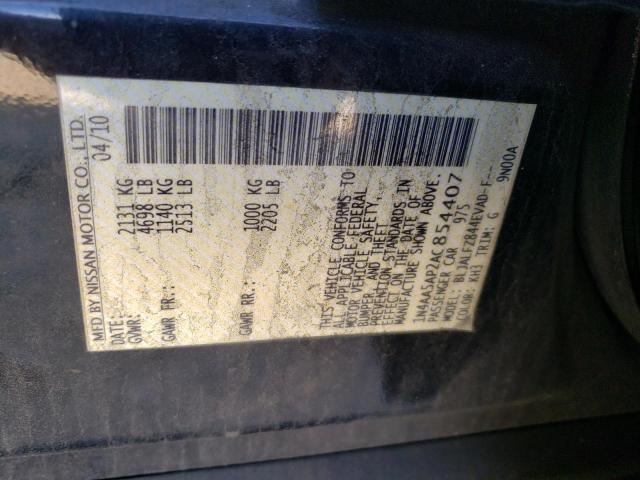 MFD BY NISSAN MOTOR CO., LTD.
DATE: 04/10
GVWR: 2131 KG
4698 LB
GAWR FR.: 1140 KG
2513 LB
GAWR RR.: 1000 KG
2205 LB
THIS VEHICLE CONFORMS TO
ALL APPLICABLE FEDERAL
MOTOR VEHICLE SAFETY,
BUMPER, AND THEFT
PREVENTION STANDARDS IN
EFFECT ON THE DATE OF
MANUFACTURE SHOWN ABOVE.
JN4AA5AP2AC 854407
PASSENGER CAR 975
MODEL: BLJALFZ844EVAD-F--
COLOR: KH3 TRIM: G 9N00A